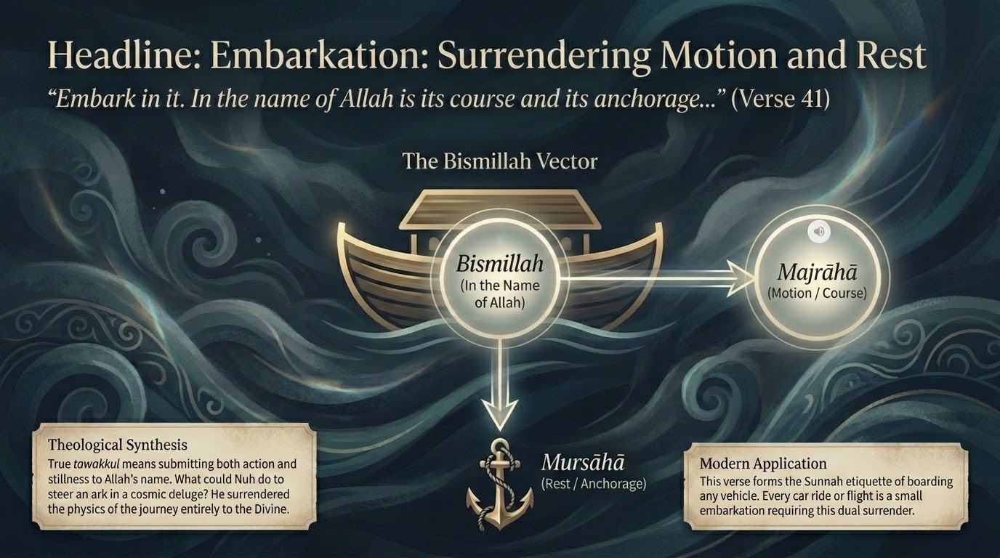 Headline: Embarkation: Surrendering Motion and Rest
“Embark in it. In the name of Allah is its course and its anchorage...” (Verse 41)
The Bismillah Vector
Bismillah
(In the Name
of Allah)
Majrāhā
(Motion / Course)
Mursāhā
(Rest / Anchorage)
Theological Synthesis
True tawakkul means submitting both action and
stillness to Allah's name. What could Nuh do to
steer an ark in a cosmic deluge? He surrendered
the physics of the journey entirely to the Divine.
Modern Application
This verse forms the Sunnah etiquette of boarding
any vehicle. Every car ride or flight is a small
embarkation requiring this dual surrender.